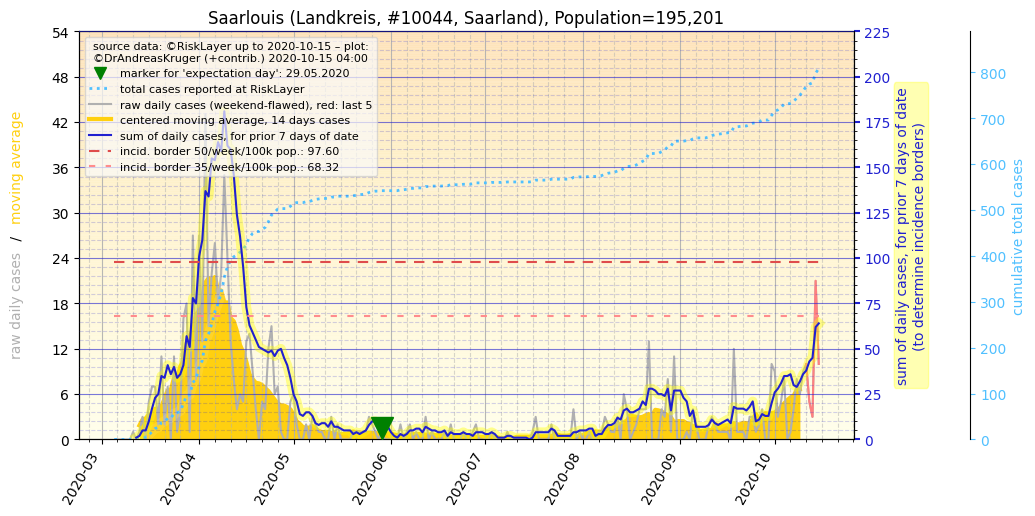 Saarlouis (Landkreis, #10044, Saarland), Population=195,201
source data: ©RiskLayer up to 2020-10-15 – plot:
©DrAndreasKruger (+contrib.) 2020-10-15 04:00
marker for 'expectation day': 29.05.2020
total cases reported at RiskLayer
raw daily cases (weekend-flawed), red: last 5
centered moving average, 14 days cases
sum of daily cases, for prior 7 days of date
incid. border 50/week/100k pop.: 97.60
incid. border 35/week/100k pop.: 68.32
raw daily cases / moving average
54
48
42
36
30
24
18
12
6
0
2020-03
2020-04
2020-05
2020-06
2020-07
2020-08
2020-09
2020-10
225
200
175
150
125
100
75
50
25
0
sum of daily cases, for prior 7 days of date
(to determine incidence borders)
800
700
600
500
400
300
200
100
0
cumulative total cases